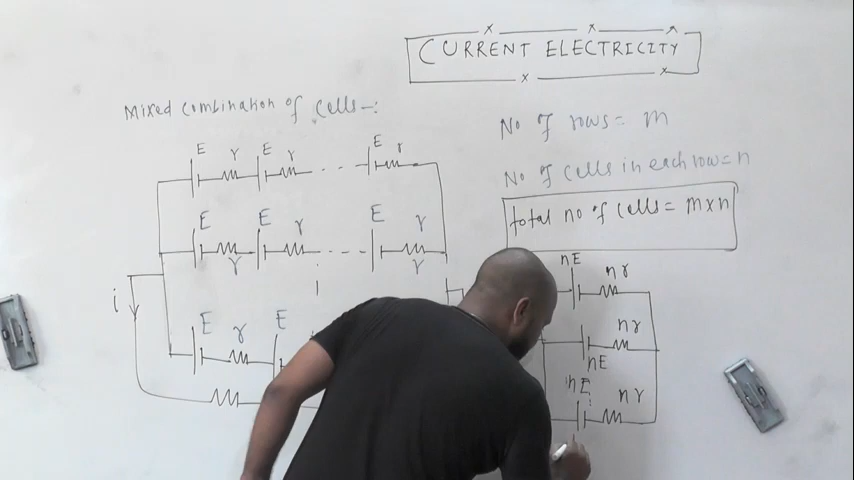 CURRENT ELECTRICITY
Mixed combination of cells-:
No of rows = m
No of cells in each row = n
total no of cells = m x n
E r E r E r
E r E r E r
r r
E r E
i
nE nr
nr
nE
nE nr